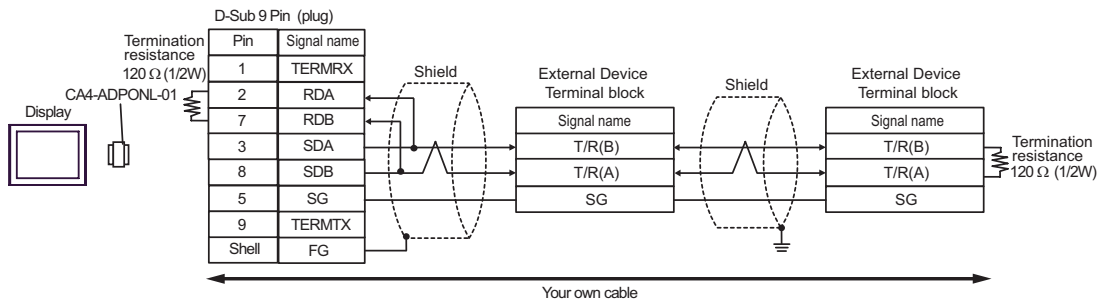 D-Sub 9 Pin (plug)
Termination
resistance
120 Ω (1/2W)
CA4-ADPONL-01
Display
Pin Signal name
1 TERMRX
2 RDA
7 RDB
3 SDA
8 SDB
5 SG
9 TERMTX
Shell FG
Shield
External Device
Terminal block
Signal name
T/R(B)
T/R(A)
SG
Shield
External Device
Terminal block
Signal name
T/R(B)
T/R(A)
SG
Termination
resistance
120 Ω (1/2W)
Your own cable